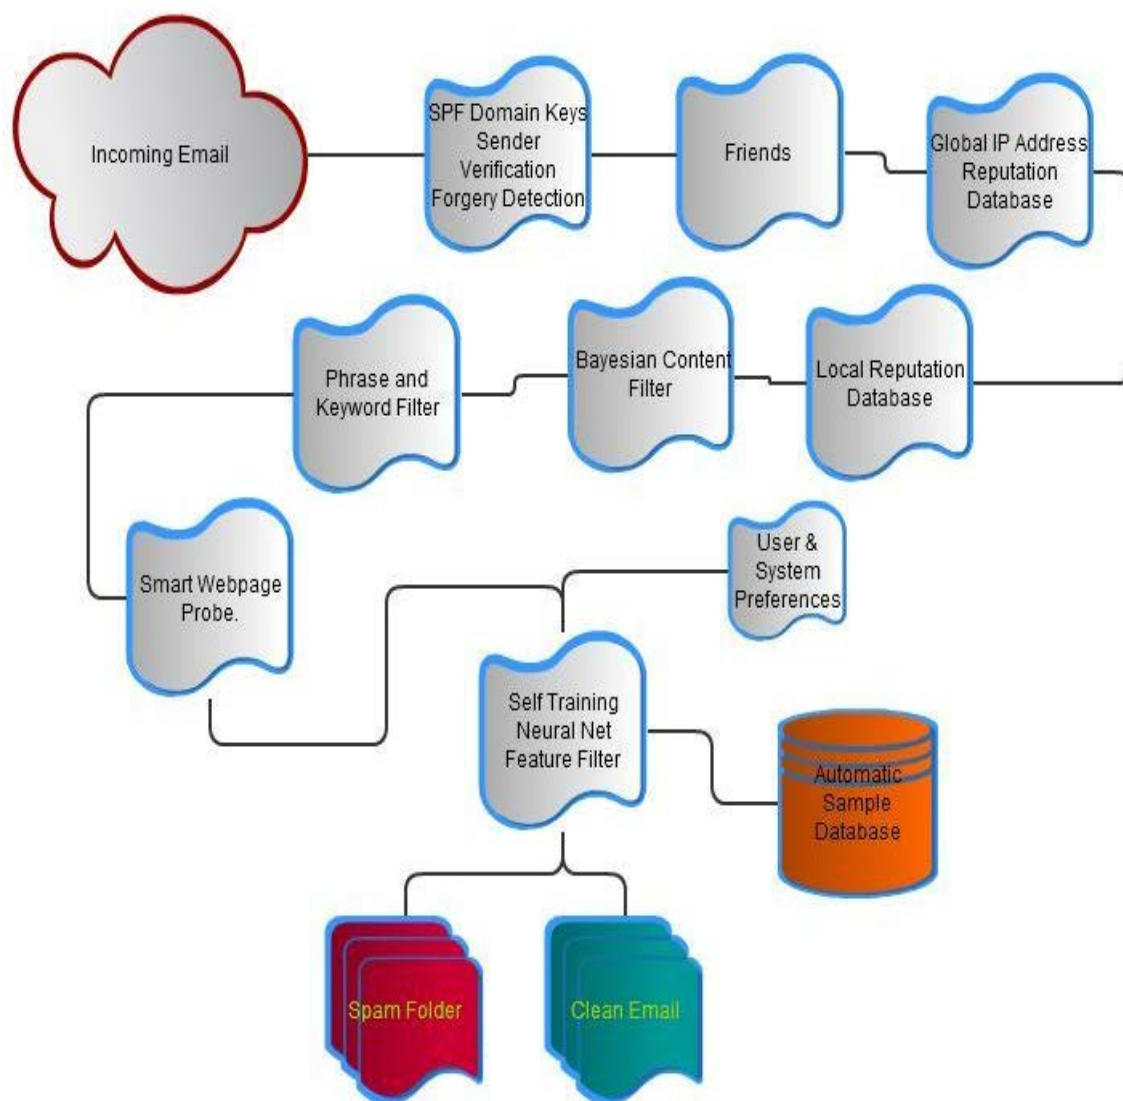 Incoming Email
SPF Domain Keys
Sender
Verification
Forgery Detection
Friends
Global IP Address
Reputation
Database
Phrase and
Keyword Filter
Bayesian Content
Filter
Local Reputation
Database
Smart Webpage
Probe.
User &
System
Preferences
Self Training
Neural Net
Feature Filter
Automatic
Sample
Database
Spam Folder
Clean Email